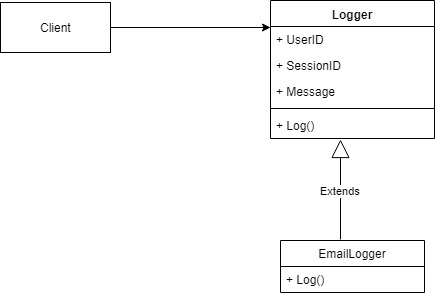 Client
Logger
+ UserID
+ SessionID
+ Message
+ Log()
Extends
EmailLogger
+ Log()